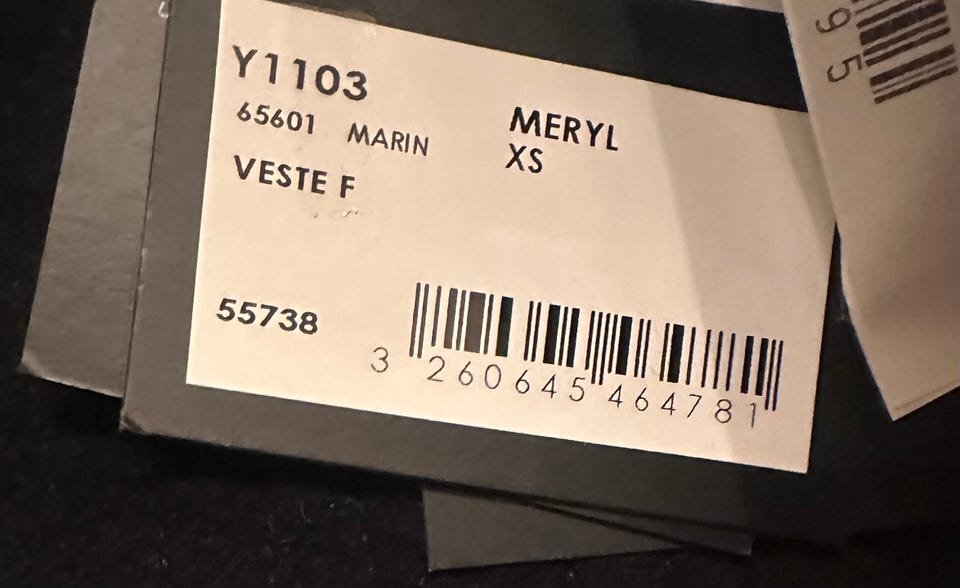 Y1103
65601 MARIN
VESTE F
MERYL
XS
55738
3 260645 464781
95